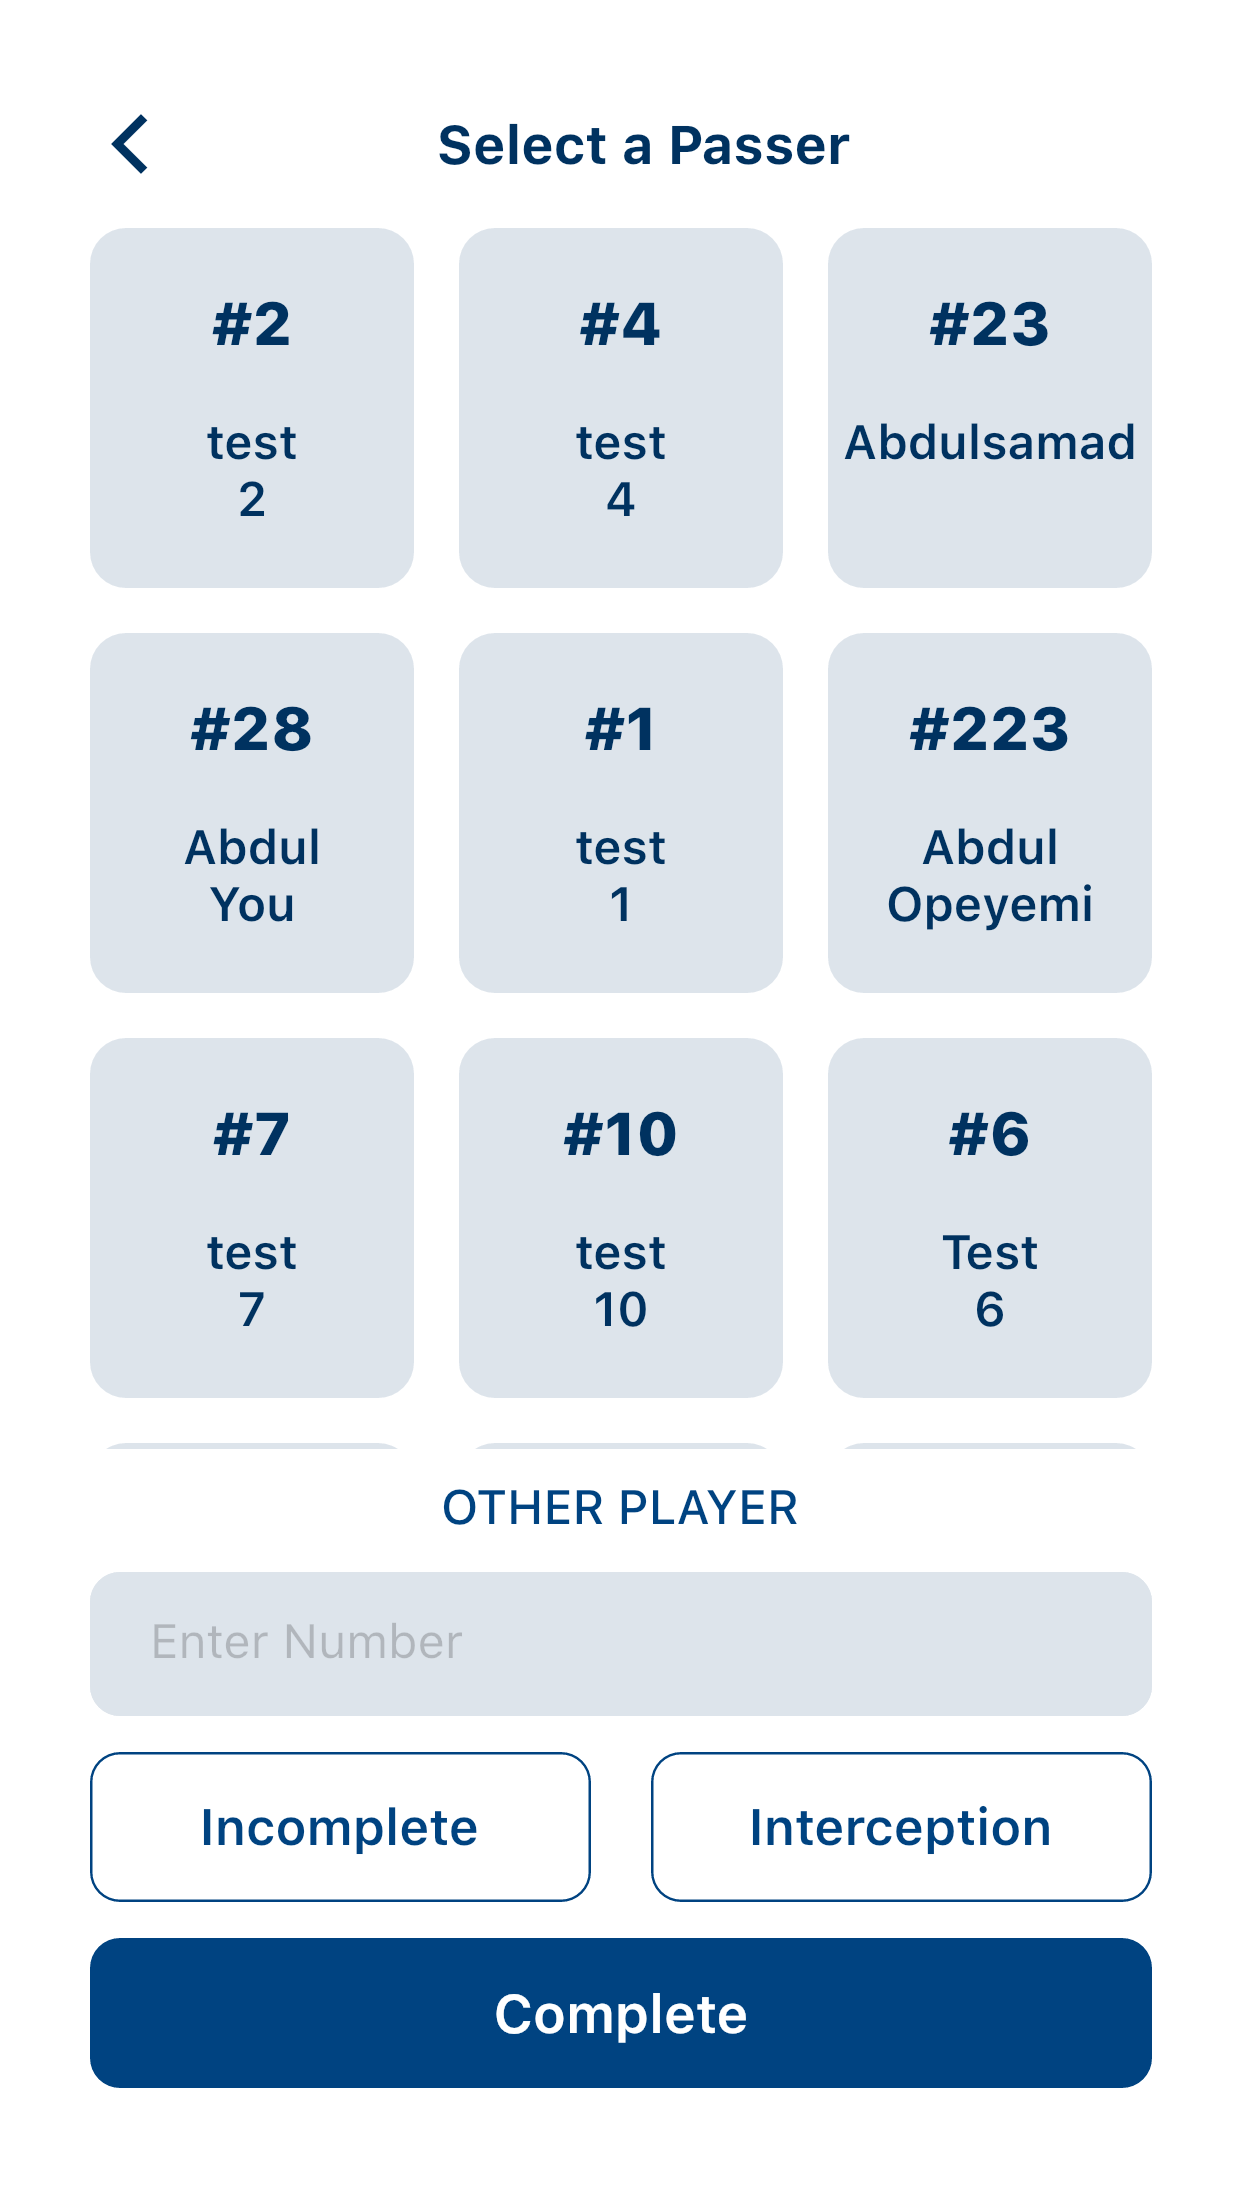 Select a Passer
#2
test
2
#4
test
4
#23
Abdulsamad
#28
Abdul
You
#1
test
1
#223
Abdul
Opeyemi
#7
test
7
#10
test
10
#6
Test
6
OTHER PLAYER
Enter Number
Incomplete
Interception
Complete